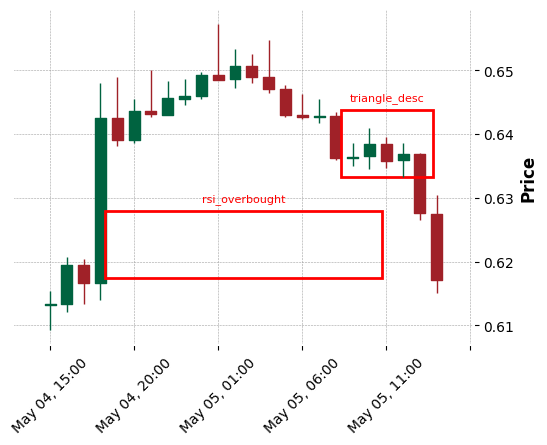 triangle_desc
rsi_overbought
0.65
0.64
0.63
0.62
0.61
Price
May 04, 15:00
May 04, 20:00
May 05, 01:00
May 05, 06:00
May 05, 11:00